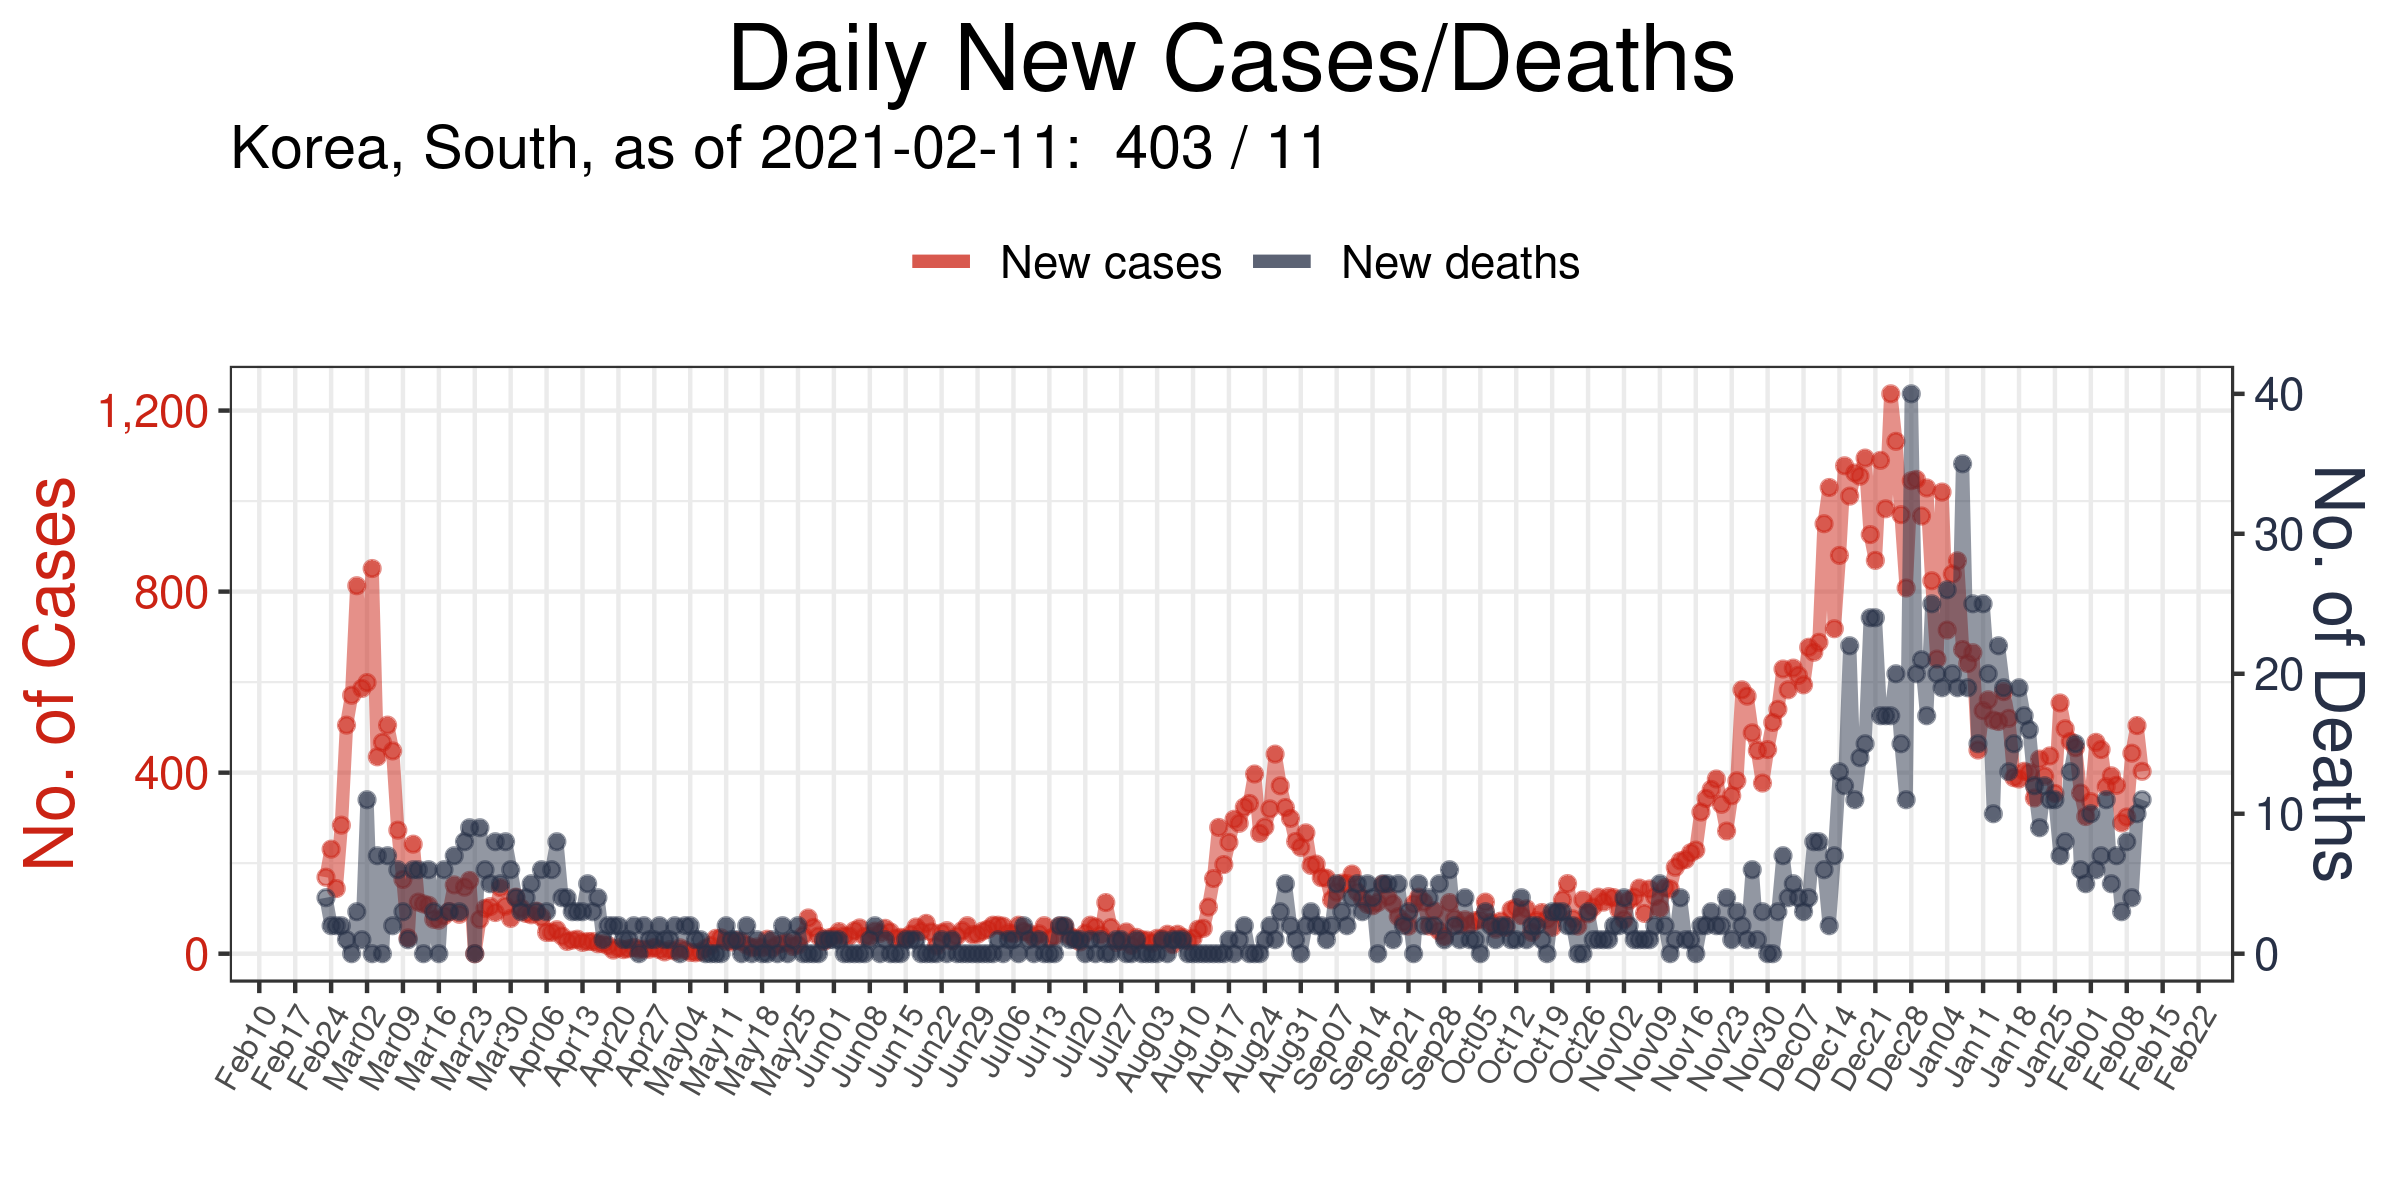 Daily New Cases/Deaths
Korea, South, as of 2021-02-11:  403 / 11
New cases
New deaths
No. of Cases
1,200
800
400
0
40
30
20
10
0
No. of Deaths
Feb10
Feb17
Feb24
Mar02
Mar09
Mar16
Mar23
Mar30
Apr06
Apr13
Apr20
Apr27
May04
May11
May18
May25
Jun01
Jun08
Jun15
Jun22
Jun29
Jul06
Jul13
Jul20
Jul27
Aug03
Aug10
Aug17
Aug24
Aug31
Sep07
Sep14
Sep21
Sep28
Oct05
Oct12
Oct19
Oct26
Nov02
Nov09
Nov16
Nov23
Nov30
Dec07
Dec14
Dec21
Dec28
Jan04
Jan11
Jan18
Jan25
Feb01
Feb08
Feb15
Feb22